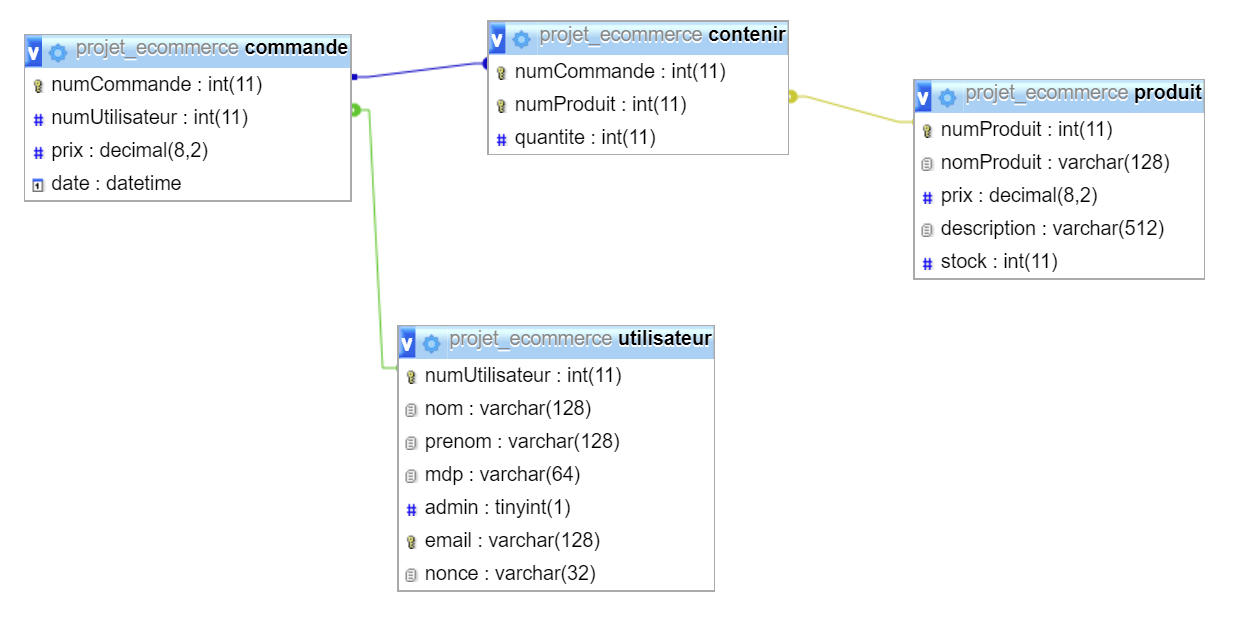 v projet_ecommerce commande
numCommande : int(11)
# numUtilisateur : int(11)
# prix : decimal(8,2)
date : datetime
v projet_ecommerce contenir
numCommande : int(11)
numProduit : int(11)
# quantite : int(11)
v projet_ecommerce produit
numProduit : int(11)
nomProduit : varchar(128)
# prix : decimal(8,2)
description : varchar(512)
# stock : int(11)
v projet_ecommerce utilisateur
numUtilisateur : int(11)
nom : varchar(128)
prenom : varchar(128)
mdp : varchar(64)
# admin : tinyint(1)
email : varchar(128)
nonce : varchar(32)